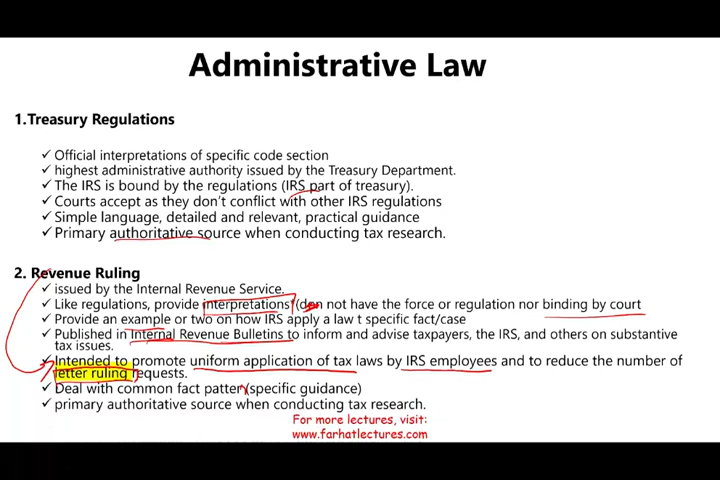 Administrative Law
1.Treasury Regulations
✓ Official interpretations of specific code section
✓ highest administrative authority issued by the Treasury Department.
✓ The IRS is bound by the regulations (IRS part of treasury).
✓ Courts accept as they don't conflict with other IRS regulations
✓ Simple language, detailed and relevant, practical guidance
✓ Primary authoritative source when conducting tax research.
2. Revenue Ruling
✓ issued by the Internal Revenue Service.
✓ Like regulations, provide interpretations (do not have the force or regulation nor binding by court
✓ Provide an example or two on how IRS apply a law t specific fact/case
✓ Published in Internal Revenue Bulletins to inform and advise taxpayers, the IRS, and others on substantive
tax issues.
✓ Intended to promote uniform application of tax laws by IRS employees and to reduce the number of
letter ruling requests.
✓ Deal with common fact pattern (specific guidance)
✓ primary authoritative source when conducting tax research.
For more lectures, visit:
www.farhatlectures.com